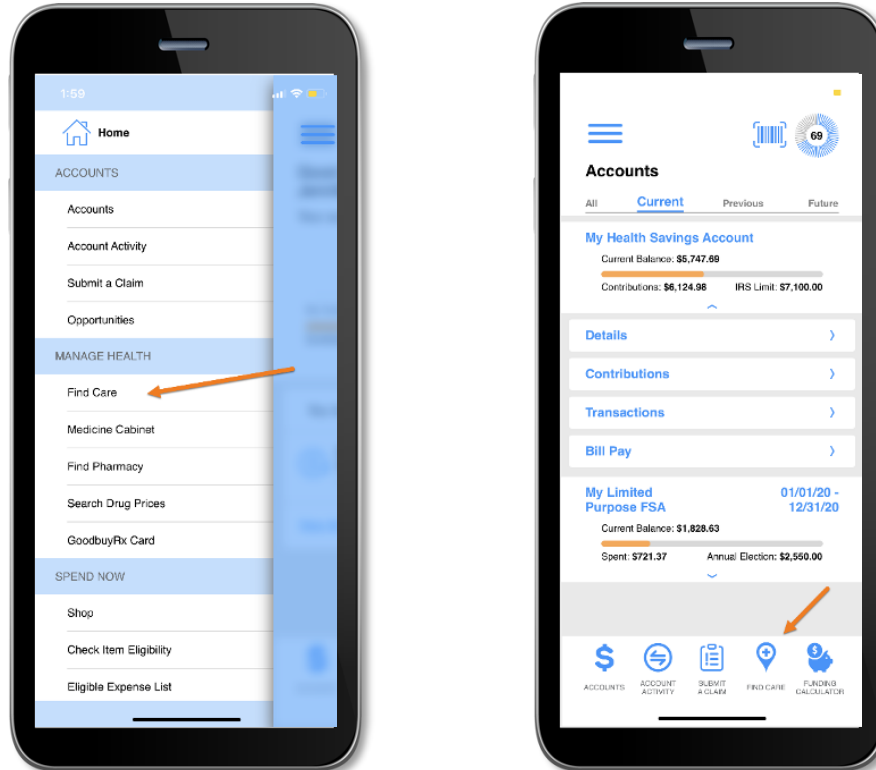 1:59
Home
ACCOUNTS
Accounts
Account Activity
Submit a Claim
Opportunities
MANAGE HEALTH
Find Care
Medicine Cabinet
Find Pharmacy
Search Drug Prices
GoodbuyRx Card
SPEND NOW
Shop
Check Item Eligibility
Eligible Expense List
69
Accounts
All Current Previous Future
My Health Savings Account
Current Balance: $5,747.69
Contributions: $6,124.98 IRS Limit: $7,100.00
Details
Contributions
Transactions
Bill Pay
My Limited 01/01/20 -
Purpose FSA 12/31/20
Current Balance: $1,828.63
Spent: $721.37 Annual Election: $2,550.00
ACCOUNTS ACCOUNT SUBMIT FIND CARE FUNDING
ACTIVITY A CLAIM CALCULATOR